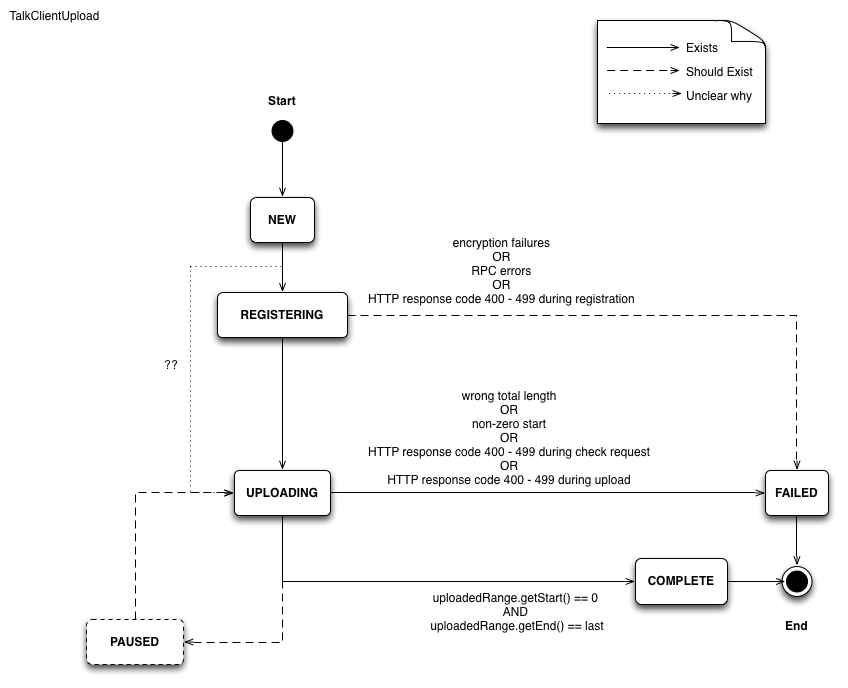 TalkClientUpload
Exists
Should Exist
Unclear why
Start
NEW
encryption failures
OR
RPC errors
OR
HTTP response code 400 - 499 during registration
REGISTERING
??
wrong total length
OR
non-zero start
OR
HTTP response code 400 - 499 during check request
OR
HTTP response code 400 - 499 during upload
UPLOADING
FAILED
COMPLETE
uploadedRange.getStart() == 0
AND
uploadedRange.getEnd() == last
End
PAUSED